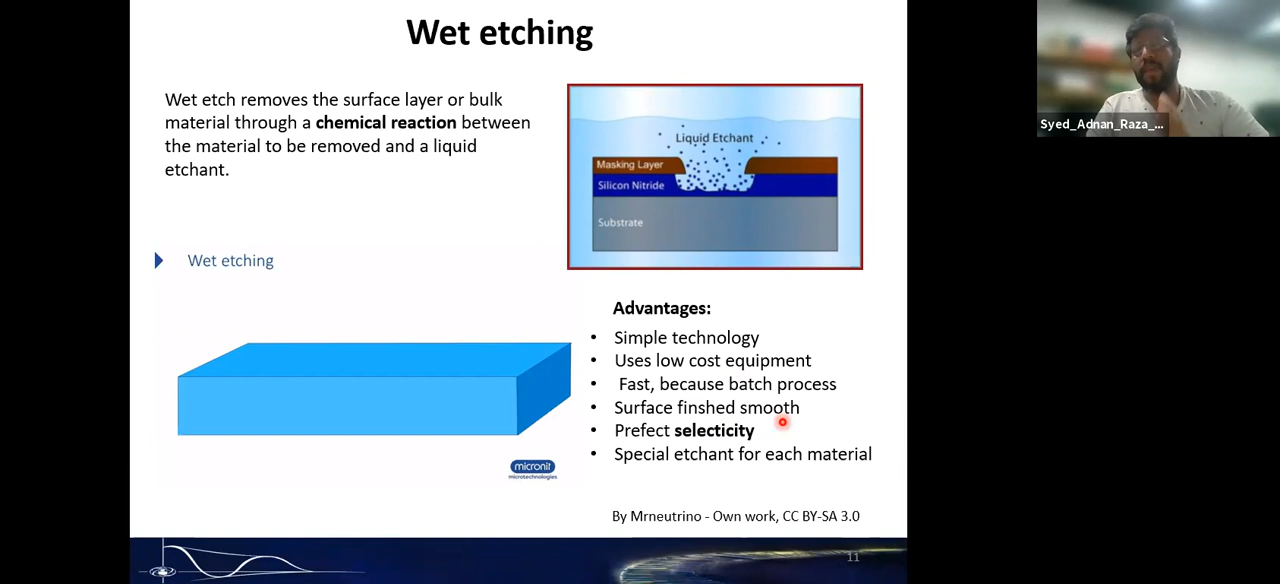 Wet etching
Wet etch removes the surface layer or bulk
material through a chemical reaction between
the material to be removed and a liquid
etchant.
Liquid Etchant
Masking Layer
Silicon Nitride
Substrate
Wet etching
micronit
microtechnologies
Advantages:
• Simple technology
• Uses low cost equipment
• Fast, because batch process
• Surface finshed smooth
• Prefect selecticity
• Special etchant for each material
By Mrneutrino - Own work, CC BY-SA 3.0
11
Syed_Adnan_Raza_...